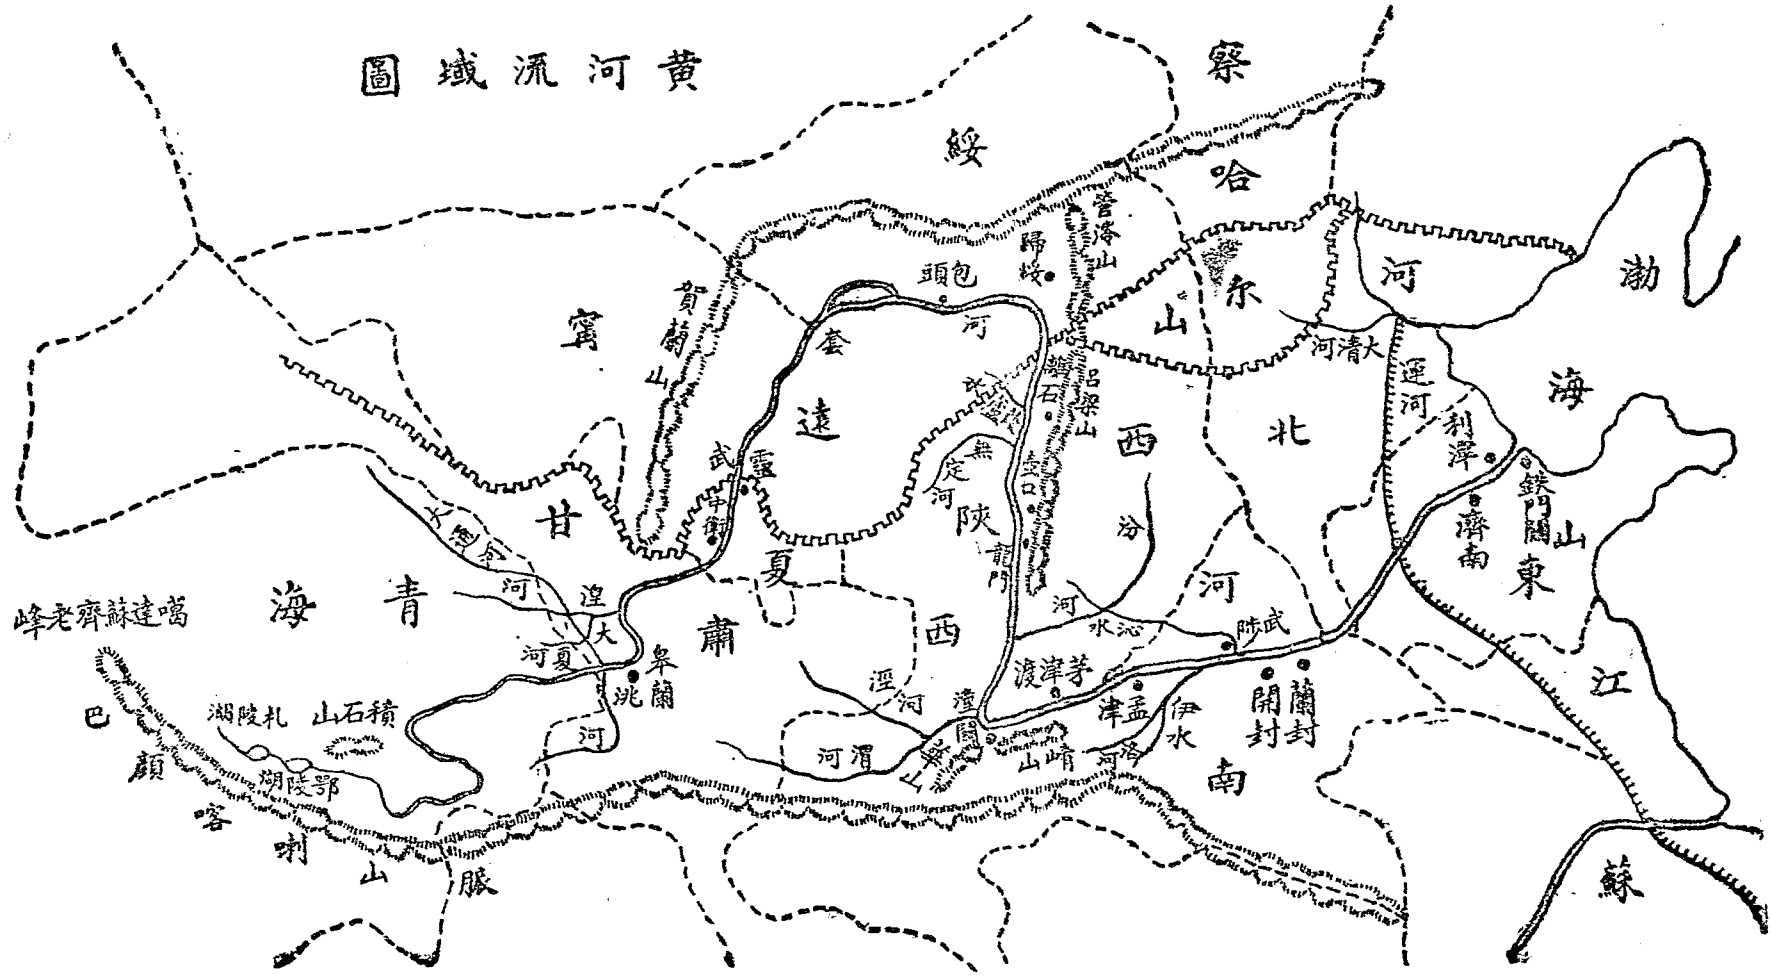 黄河流域圖
察
哈
尔
綏
遠
甯
夏
甘
肅
青海
陝
西
山
西
河
北
河
南
山
東
江
蘇
渤
海
賀蘭山
管涔山
呂梁山
歸綏
包頭
河
套
離石
無定河
壺口
龍門
汾
河
沁水
武陟
茅津渡
孟津
潼關
華山
崤山
伊水
洛河
渭河
涇河
蘭封
開封
濟南
利津
鐵門關
運河
大清河
靈
武
中衛
湟
河
大通河
大夏河
皋蘭
洮
河
積石山
札陵湖
鄂陵湖
噶達蘇齊老峰
巴顏喀喇山脈